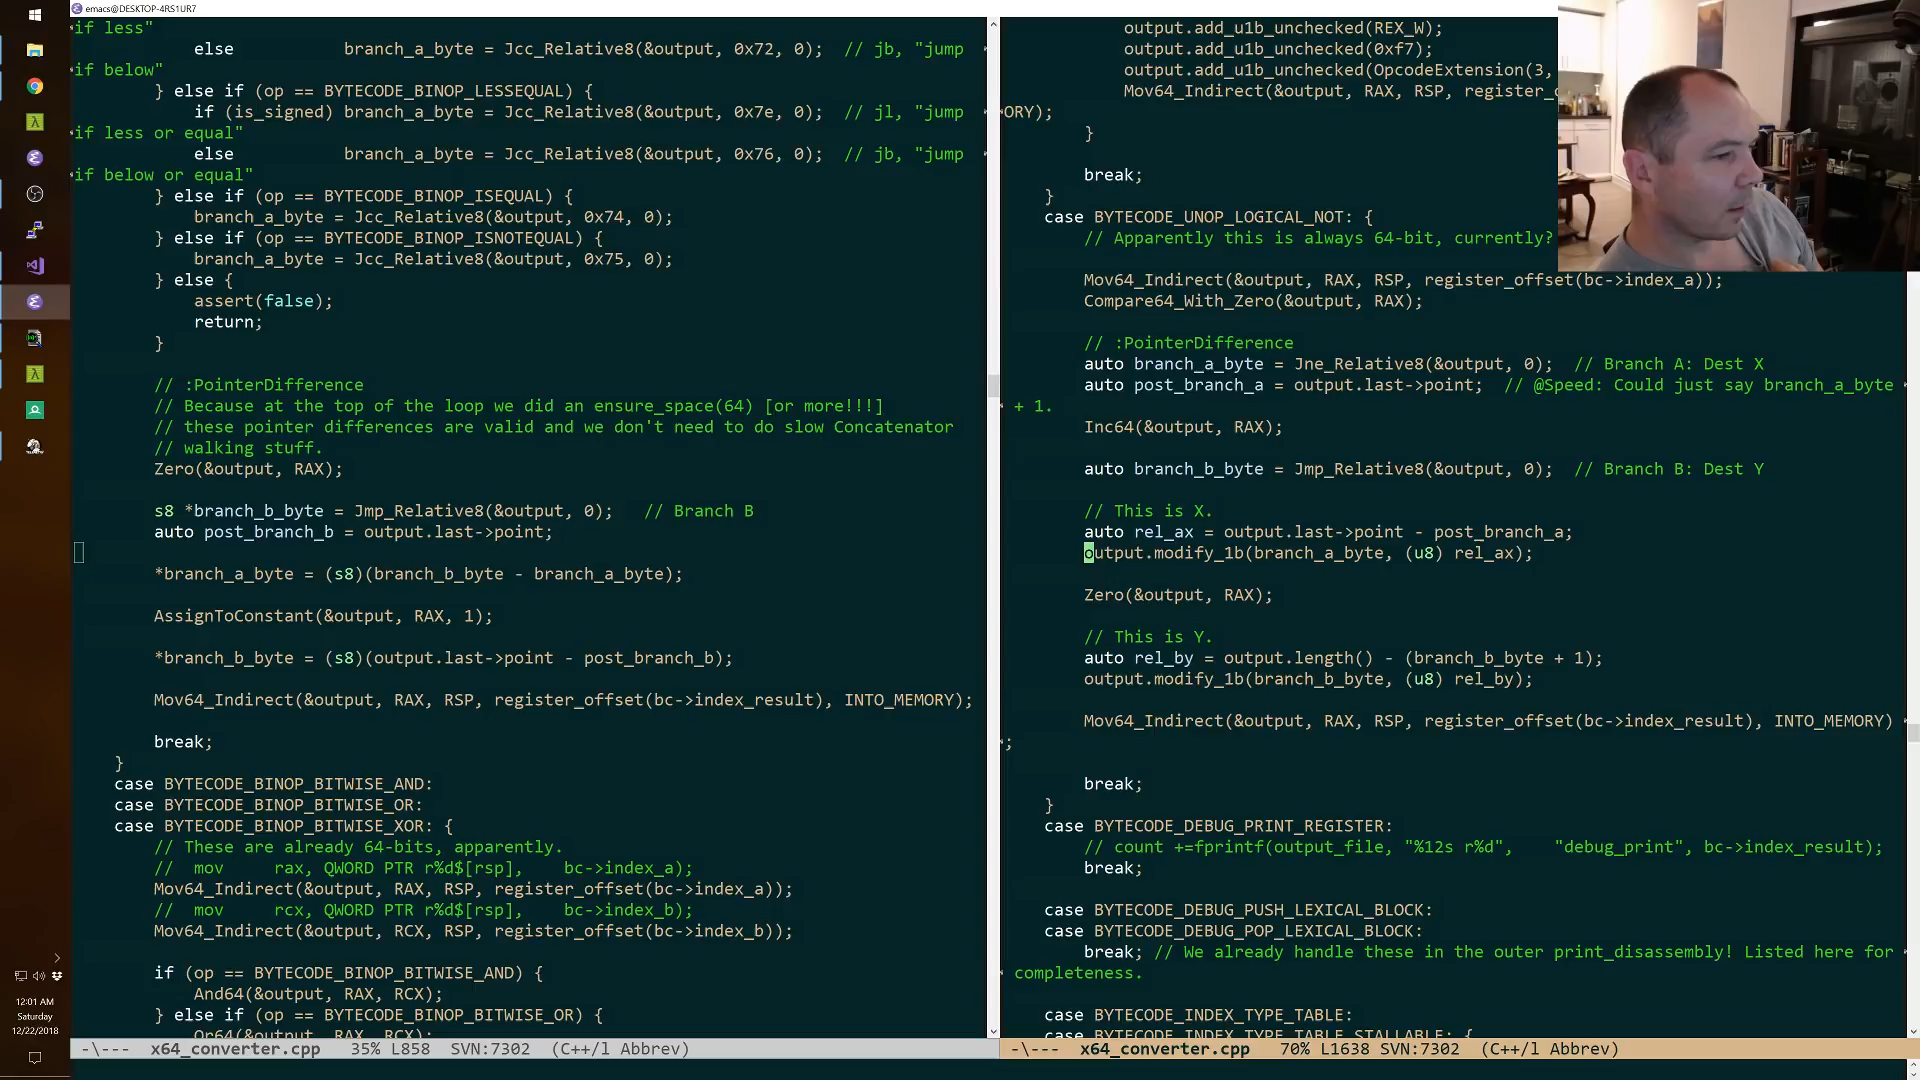 emacs@DESKTOP-4RS1UR7
if less"
else branch_a_byte = Jcc_Relative8(&output, 0x72, 0); // jb, "jump
if below"
} else if (op == BYTECODE_BINOP_LESSEQUAL) {
if (is_signed) branch_a_byte = Jcc_Relative8(&output, 0x7e, 0); // jl, "jump
if less or equal"
else branch_a_byte = Jcc_Relative8(&output, 0x76, 0); // jb, "jump
if below or equal"
} else if (op == BYTECODE_BINOP_ISEQUAL) {
branch_a_byte = Jcc_Relative8(&output, 0x74, 0);
} else if (op == BYTECODE_BINOP_ISNOTEQUAL) {
branch_a_byte = Jcc_Relative8(&output, 0x75, 0);
} else {
assert(false);
return;
}
// :PointerDifference
// Because at the top of the loop we did an ensure_space(64) [or more!!!]
// these pointer differences are valid and we don't need to do slow Concatenator
// walking stuff.
Zero(&output, RAX);
s8 *branch_b_byte = Jmp_Relative8(&output, 0); // Branch B
auto post_branch_b = output.last->point;
*branch_a_byte = (s8)(branch_b_byte - branch_a_byte);
AssignToConstant(&output, RAX, 1);
*branch_b_byte = (s8)(output.last->point - post_branch_b);
Mov64_Indirect(&output, RAX, RSP, register_offset(bc->index_result), INTO_MEMORY);
break;
}
case BYTECODE_BINOP_BITWISE_AND:
case BYTECODE_BINOP_BITWISE_OR:
case BYTECODE_BINOP_BITWISE_XOR: {
// These are already 64-bits, apparently.
// mov rax, QWORD PTR r%d$[rsp], bc->index_a);
Mov64_Indirect(&output, RAX, RSP, register_offset(bc->index_a));
// mov rcx, QWORD PTR r%d$[rsp], bc->index_b);
Mov64_Indirect(&output, RCX, RSP, register_offset(bc->index_b));
if (op == BYTECODE_BINOP_BITWISE_AND) {
And64(&output, RAX, RCX);
} else if (op == BYTECODE_BINOP_BITWISE_OR) {
Or64(&output, RAX, RCX);
-\--- x64_converter.cpp 35% L858 SVN:7302 (C++/l Abbrev)
output.add_u1b_unchecked(REX_W);
output.add_u1b_unchecked(0xf7);
output.add_u1b_unchecked(OpcodeExtension(3,
Mov64_Indirect(&output, RAX, RSP, register_
ORY);
}
break;
}
case BYTECODE_UNOP_LOGICAL_NOT: {
// Apparently this is always 64-bit, currently?
Mov64_Indirect(&output, RAX, RSP, register_offset(bc->index_a));
Compare64_With_Zero(&output, RAX);
// :PointerDifference
auto branch_a_byte = Jne_Relative8(&output, 0); // Branch A: Dest X
auto post_branch_a = output.last->point; // @Speed: Could just say branch_a_byte
+ 1.
Inc64(&output, RAX);
auto branch_b_byte = Jmp_Relative8(&output, 0); // Branch B: Dest Y
// This is X.
auto rel_ax = output.last->point - post_branch_a;
output.modify_1b(branch_a_byte, (u8) rel_ax);
Zero(&output, RAX);
// This is Y.
auto rel_by = output.length() - (branch_b_byte + 1);
output.modify_1b(branch_b_byte, (u8) rel_by);
Mov64_Indirect(&output, RAX, RSP, register_offset(bc->index_result), INTO_MEMORY)
;
break;
}
case BYTECODE_DEBUG_PRINT_REGISTER:
// count +=fprintf(output_file, "%12s r%d", "debug_print", bc->index_result);
break;
case BYTECODE_DEBUG_PUSH_LEXICAL_BLOCK:
case BYTECODE_DEBUG_POP_LEXICAL_BLOCK:
break; // We already handle these in the outer print_disassembly! Listed here for
completeness.
case BYTECODE_INDEX_TYPE_TABLE:
case BYTECODE_INDEX_TYPE_TABLE_STALLABLE: {
-\--- x64_converter.cpp 70% L1638 SVN:7302 (C++/l Abbrev)
12:01 AM
Saturday
12/22/2018